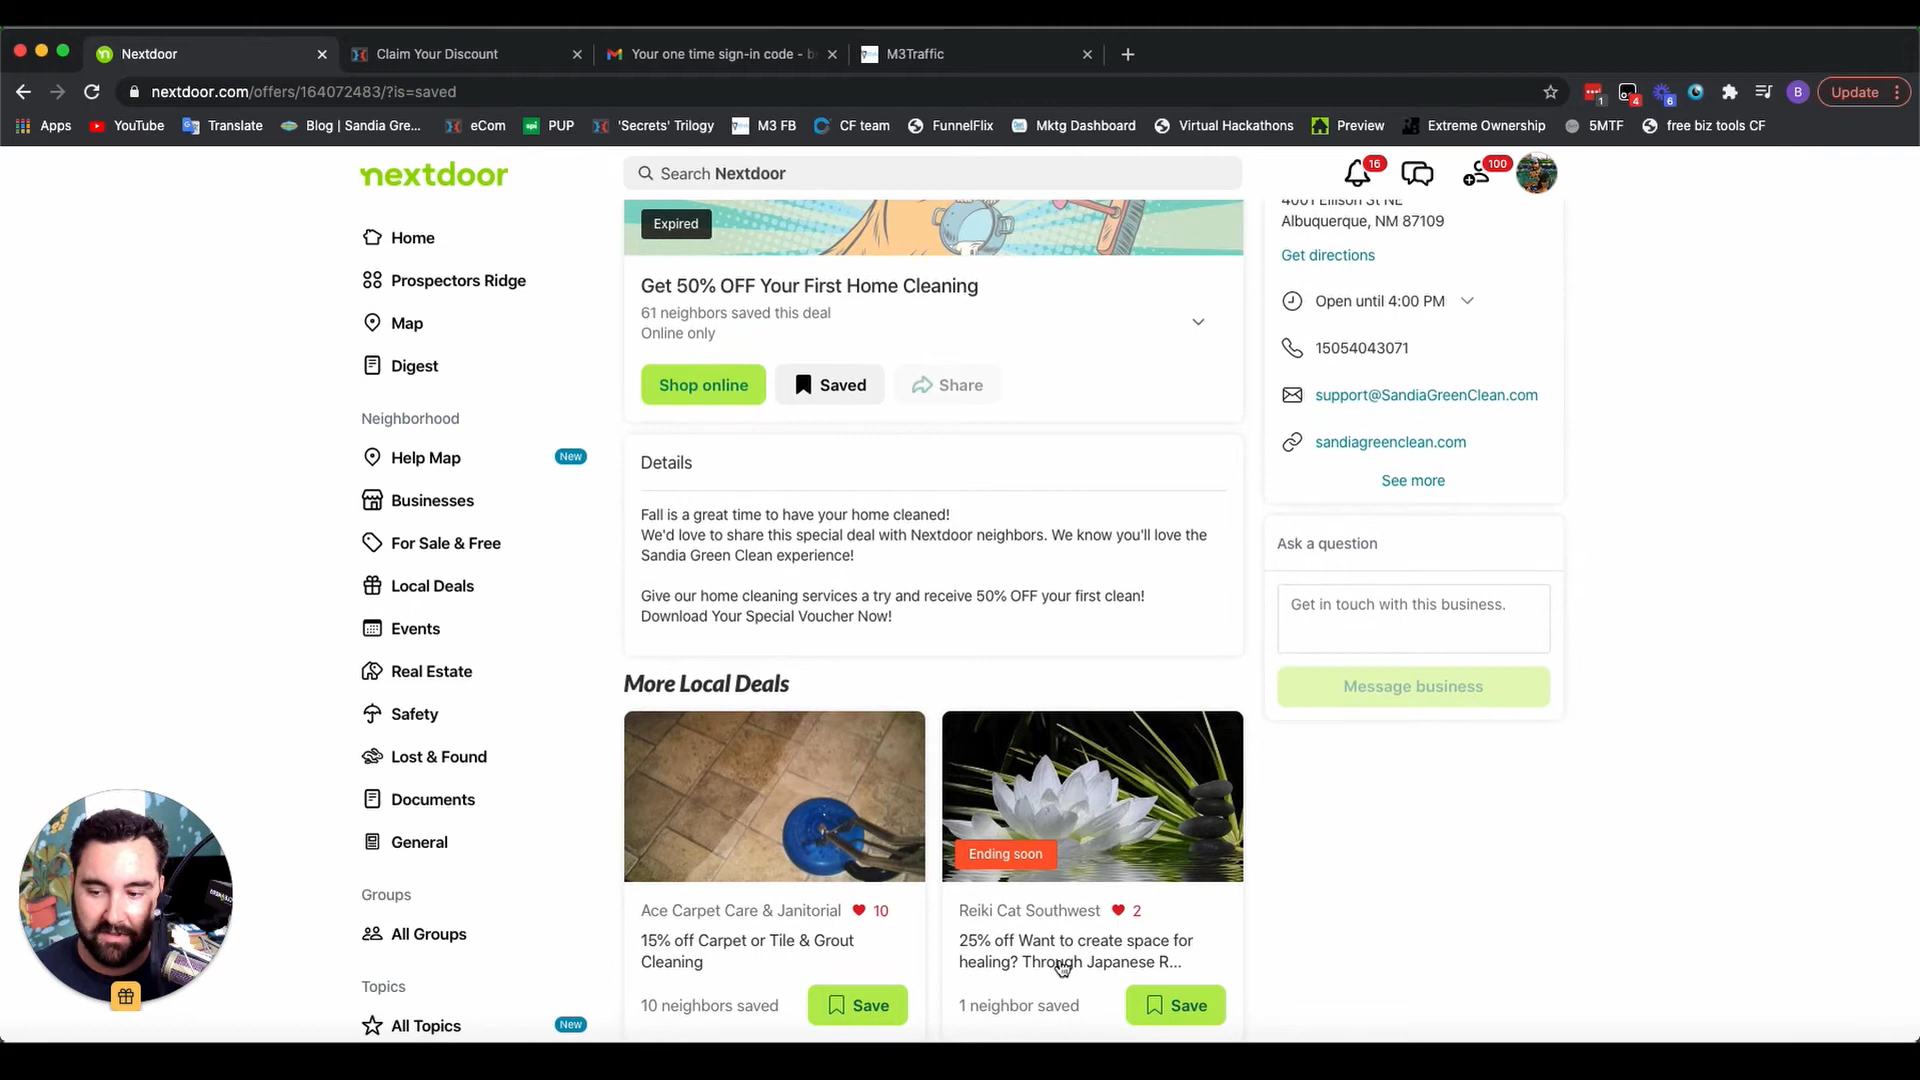 Nextdoor
Claim Your Discount
Your one time sign-in code - b
M3Traffic
nextdoor.com/offers/164072483/?is=saved
1
4
6
B
Update
Apps
YouTube
Translate
Blog | Sandia Gre...
eCom
PUP
'Secrets' Trilogy
M3 FB
CF team
FunnelFlix
Mktg Dashboard
Virtual Hackathons
Preview
Extreme Ownership
5MTF
free biz tools CF
nextdoor
Search Nextdoor
16
100
Home
Prospectors Ridge
Map
Digest
Neighborhood
Help Map
New
Businesses
For Sale & Free
Local Deals
Events
Real Estate
Safety
Lost & Found
Documents
General
Groups
All Groups
Topics
All Topics
New
Expired
Get 50% OFF Your First Home Cleaning
61 neighbors saved this deal
Online only
Shop online
Saved
Share
Details
Fall is a great time to have your home cleaned!
We'd love to share this special deal with Nextdoor neighbors. We know you'll love the
Sandia Green Clean experience!
Give our home cleaning services a try and receive 50% OFF your first clean!
Download Your Special Voucher Now!
More Local Deals
Ace Carpet Care & Janitorial
10
15% off Carpet or Tile & Grout
Cleaning
10 neighbors saved
Save
Ending soon
Reiki Cat Southwest
2
25% off Want to create space for
healing? Through Japanese R...
1 neighbor saved
Save
4001 Ellison St NE
Albuquerque, NM 87109
Get directions
Open until 4:00 PM
15054043071
support@SandiaGreenClean.com
sandiagreenclean.com
See more
Ask a question
Get in touch with this business.
Message business